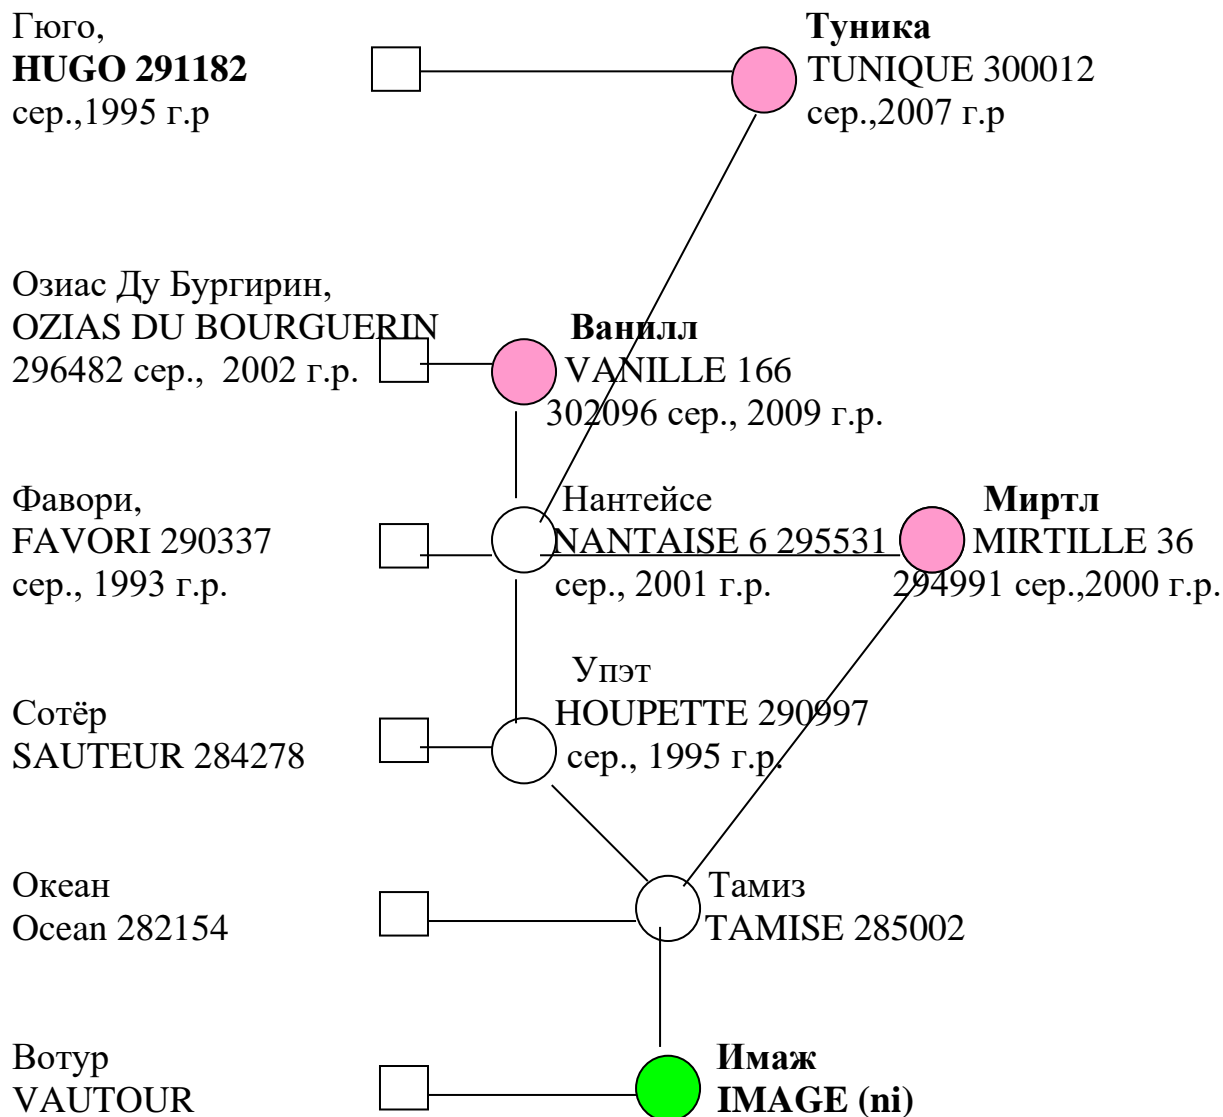 Гюго,
HUGO 291182
сер.,1995 г.р
Туника
TUNIQUE 300012
сер.,2007 г.р
Озиас Ду Бургирин,
OZIAS DU BOURGUERIN
296482 сер., 2002 г.р.
Ванилл
VANILLE 166
302096 сер., 2009 г.р.
Фавори,
FAVORI 290337
сер., 1993 г.р.
Нантейсе
NANTAISE 6 295531
сер., 2001 г.р.
Миртл
MIRTILLE 36
294991 сер.,2000 г.р.
Упэт
HOUPETTE 290997
сер., 1995 г.р.
Сотёр
SAUTEUR 284278
Океан
Ocean 282154
Тамиз
TAMISE 285002
Вотур
VAUTOUR
Имаж
IMAGE (ni)